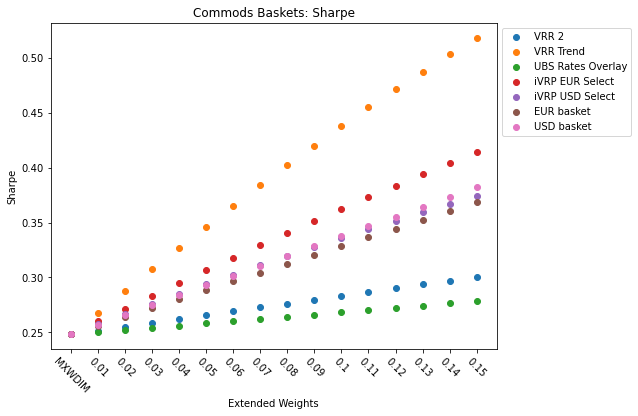 Commods Baskets: Sharpe
VRR 2
VRR Trend
UBS Rates Overlay
iVRP EUR Select
iVRP USD Select
EUR basket
USD basket
0.50
0.45
0.40
0.35
0.30
0.25
Sharpe
MXWDIM 0.01 0.02 0.03 0.04 0.05 0.06 0.07 0.08 0.09 0.1 0.11 0.12 0.13 0.14 0.15
Extended Weights